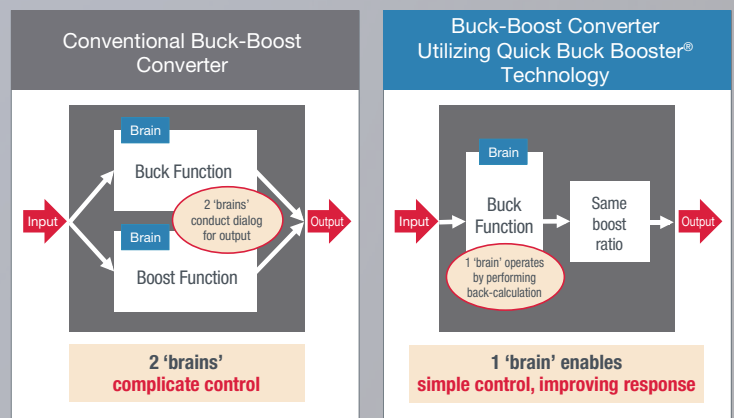 Conventional Buck-Boost
Converter
Brain
Buck Function
2 ‘brains’
conduct dialog
for output
Input
Output
Brain
Boost Function
2 ‘brains’
complicate control
Buck-Boost Converter
Utilizing Quick Buck Booster®
Technology
Brain
Buck
Function
Same
boost
ratio
Input
Output
1 ‘brain’ operates
by performing
back-calculation
1 ‘brain’ enables
simple control, improving response